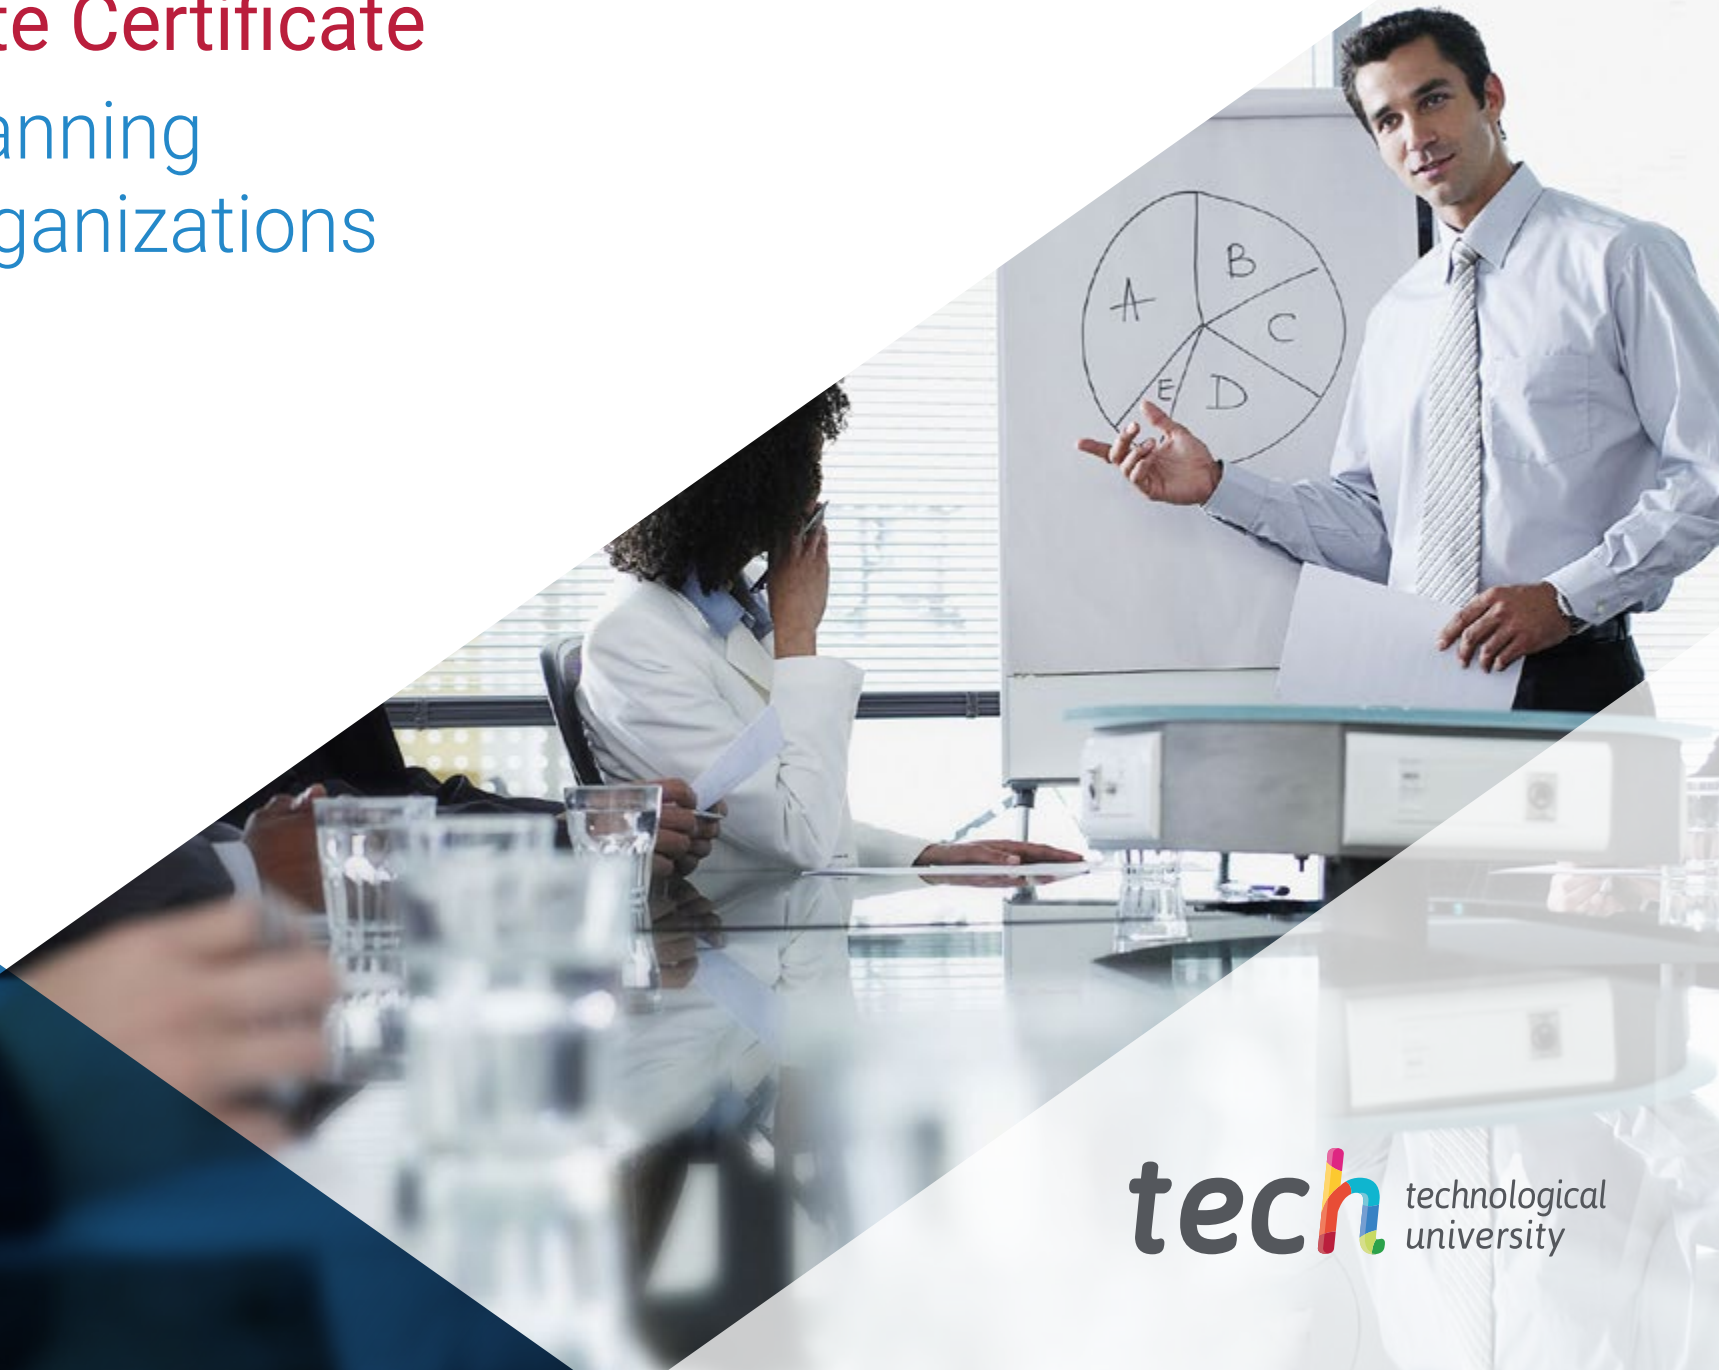 te Certificate
anning
ganizations
A
B
C
D
E
tech technological
university